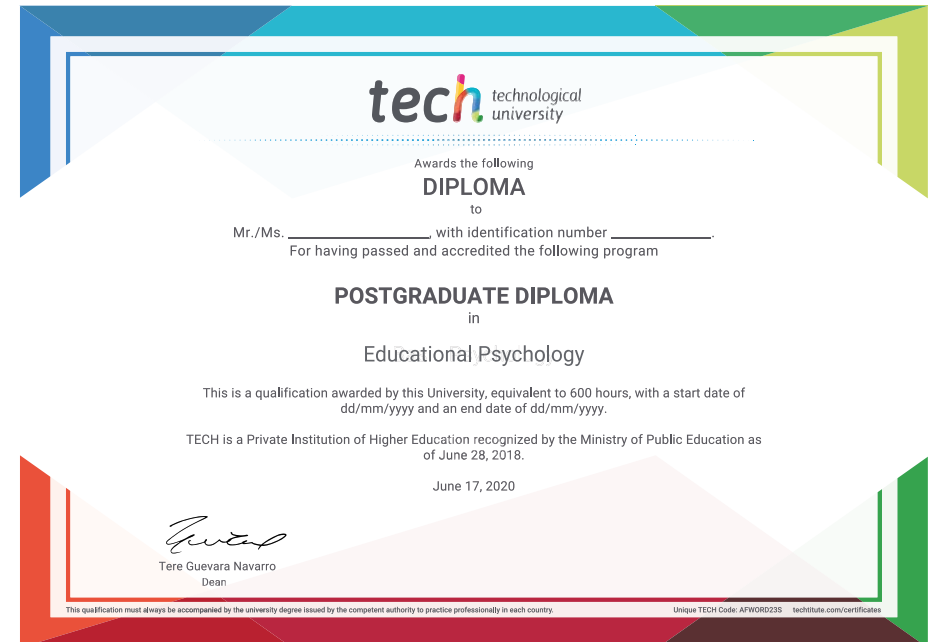 tech technological
university
Awards the following
DIPLOMA
to
Mr./Ms. ____________________, with identification number ______________.
For having passed and accredited the following program
POSTGRADUATE DIPLOMA
in
Educational Psychology
This is a qualification awarded by this University, equivalent to 600 hours, with a start date of
dd/mm/yyyy and an end date of dd/mm/yyyy.
TECH is a Private Institution of Higher Education recognized by the Ministry of Public Education as
of June 28, 2018.
June 17, 2020
Tere Guevara Navarro
Dean
This qualification must always be accompanied by the university degree issued by the competent authority to practice professionally in each country. Unique TECH Code: AFWORD23S techtitute.com/certificates